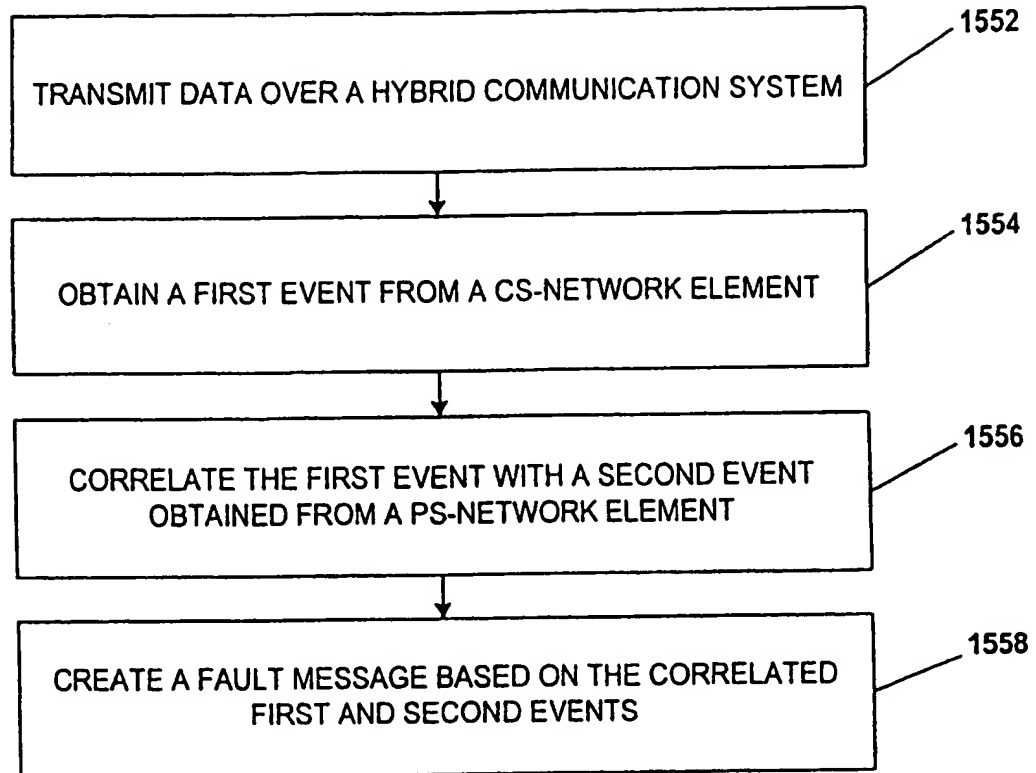 1552
TRANSMIT DATA OVER A HYBRID COMMUNICATION SYSTEM
1554
OBTAIN A FIRST EVENT FROM A CS-NETWORK ELEMENT
1556
CORRELATE THE FIRST EVENT WITH A SECOND EVENT
OBTAINED FROM A PS-NETWORK ELEMENT
1558
CREATE A FAULT MESSAGE BASED ON THE CORRELATED
FIRST AND SECOND EVENTS